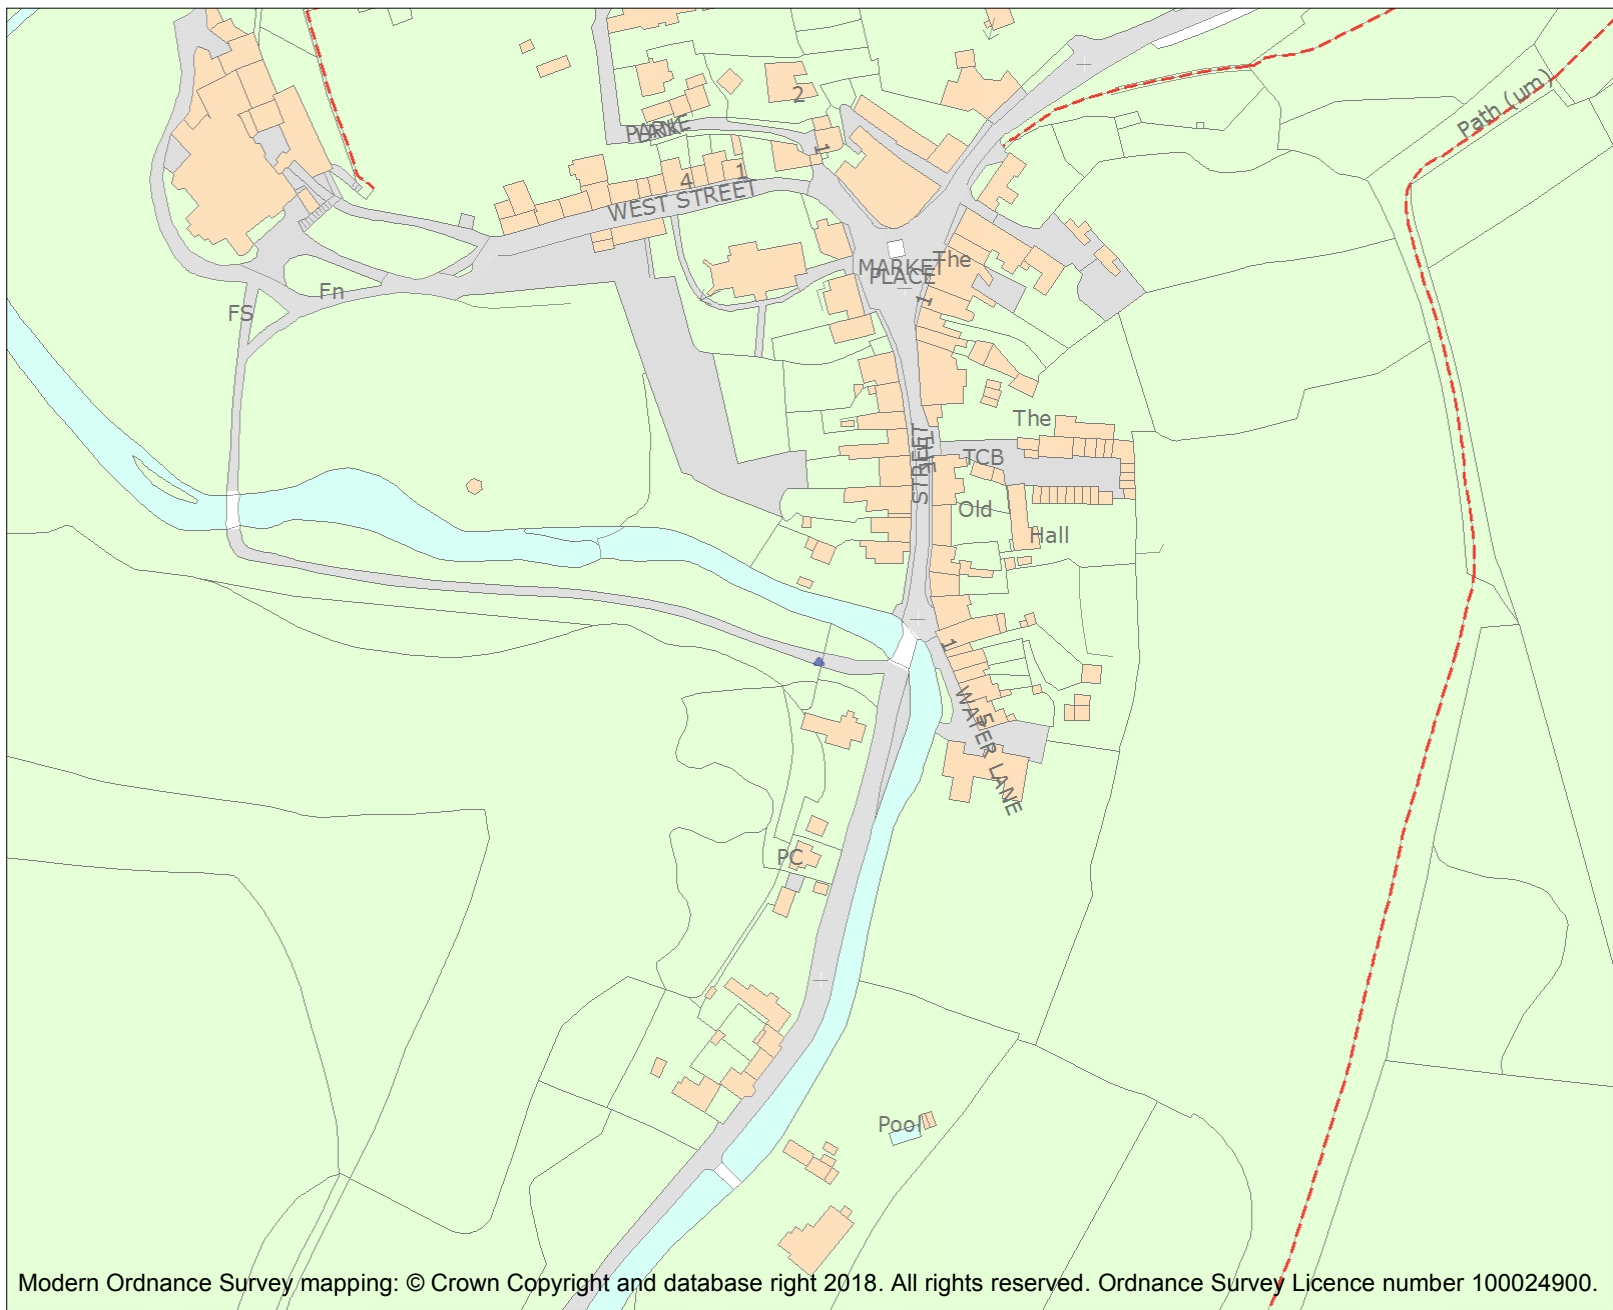 2
PARK
LANE
1
Path (um)
4
1
WEST STREET
MARKET
PLACE
The
1
Fn
FS
The
THE
STREET
TCB
Old
Hall
1
5
WATER LANE
PC
Pool
Modern Ordnance Survey mapping: © Crown Copyright and database right 2018. All rights reserved. Ordnance Survey Licence number 100024900.